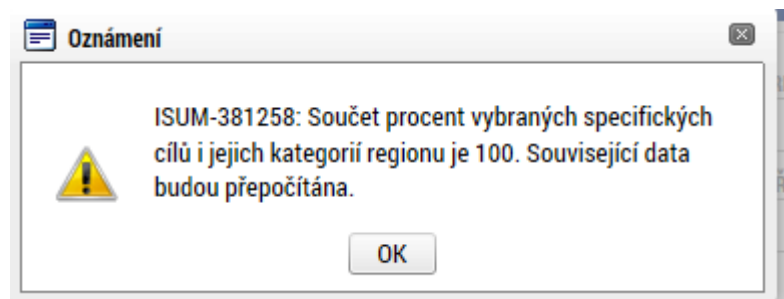 Oznámení
ISUM-381258: Součet procent vybraných specifických
cílů i jejich kategorií regionu je 100. Související data
budou přepočítána.
OK